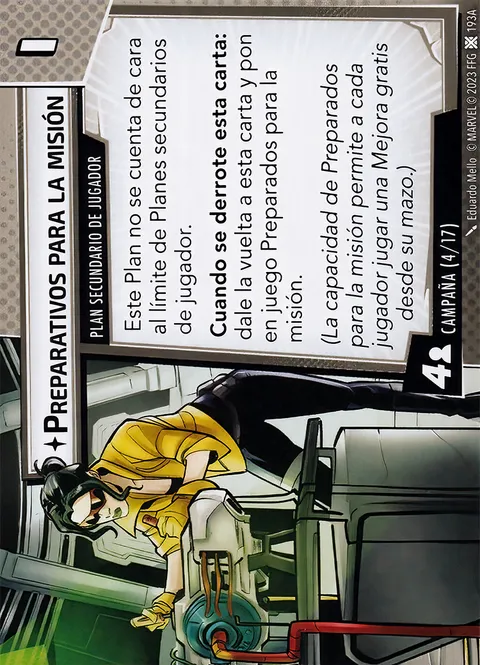 PREPARATIVOS PARA LA MISIÓN
PLAN SECUNDARIO DE JUGADOR
Este Plan no se cuenta de cara
al límite de Planes secundarios
de jugador.
Cuando se derrote esta carta:
dale la vuelta a esta carta y pon
en juego Preparados para la
misión.
(La capacidad de Preparados
para la misión permite a cada
jugador jugar una Mejora gratis
desde su mazo.)
4
CAMPAÑA (4/17)
Eduardo Mello © MARVEL © 2023 FFG 193A